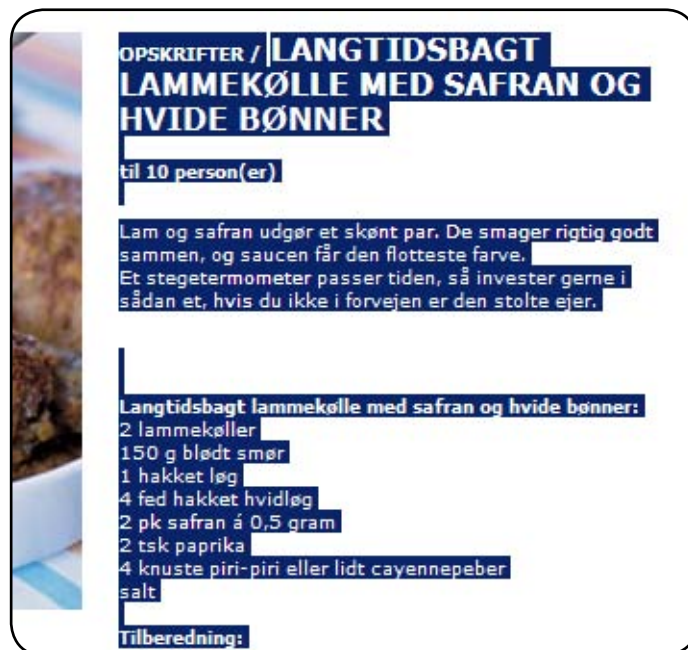 OPSKRIFTER / LANGTIDSBAGT
LAMMEKØLLE MED SAFRAN OG
HVIDE BØNNER
til 10 person(er)
Lam og safran udgør et skønt par. De smager rigtig godt
sammen, og saucen får den flotteste farve.
Et stegetermometer passer tiden, så invester gerne i
sådan et, hvis du ikke i forvejen er den stolte ejer.
Langtidsbagt lammekølle med safran og hvide bønner:
2 lammekøller
150 g blødt smør
1 hakket løg
4 fed hakket hvidløg
2 pk safran á 0,5 gram
2 tsk paprika
4 knuste piri-piri eller lidt cayennepeber
salt
Tilberedning: